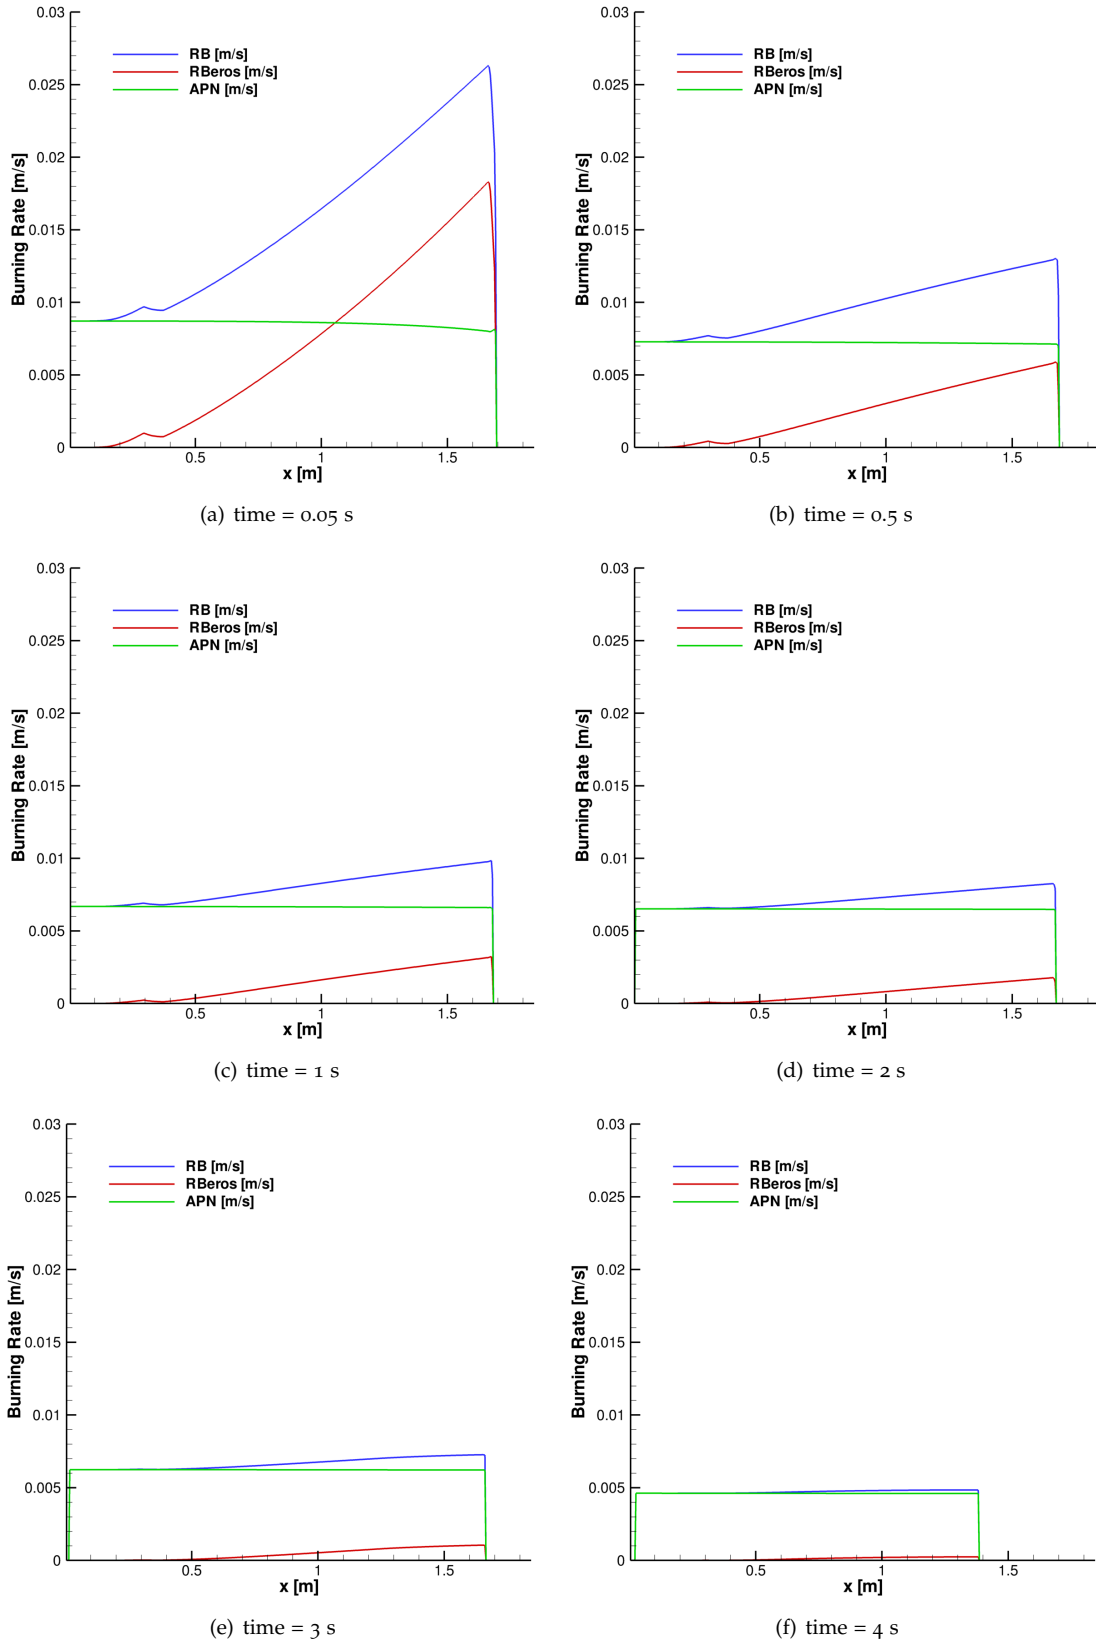 0.03
0.025
0.02
0.015
0.01
0.005
0
Burning Rate [m/s]
RB [m/s]
RBeros [m/s]
APN [m/s]
0.5
1
1.5
x [m]
(a) time = 0.05 s
0.03
0.025
0.02
0.015
0.01
0.005
0
Burning Rate [m/s]
RB [m/s]
RBeros [m/s]
APN [m/s]
0.5
1
1.5
x [m]
(b) time = 0.5 s
0.03
0.025
0.02
0.015
0.01
0.005
0
Burning Rate [m/s]
RB [m/s]
RBeros [m/s]
APN [m/s]
0.5
1
1.5
x [m]
(c) time = 1 s
0.03
0.025
0.02
0.015
0.01
0.005
0
Burning Rate [m/s]
RB [m/s]
RBeros [m/s]
APN [m/s]
0.5
1
1.5
x [m]
(d) time = 2 s
0.03
0.025
0.02
0.015
0.01
0.005
0
Burning Rate [m/s]
RB [m/s]
RBeros [m/s]
APN [m/s]
0.5
1
1.5
x [m]
(e) time = 3 s
0.03
0.025
0.02
0.015
0.01
0.005
0
Burning Rate [m/s]
RB [m/s]
RBeros [m/s]
APN [m/s]
0.5
1
1.5
x [m]
(f) time = 4 s